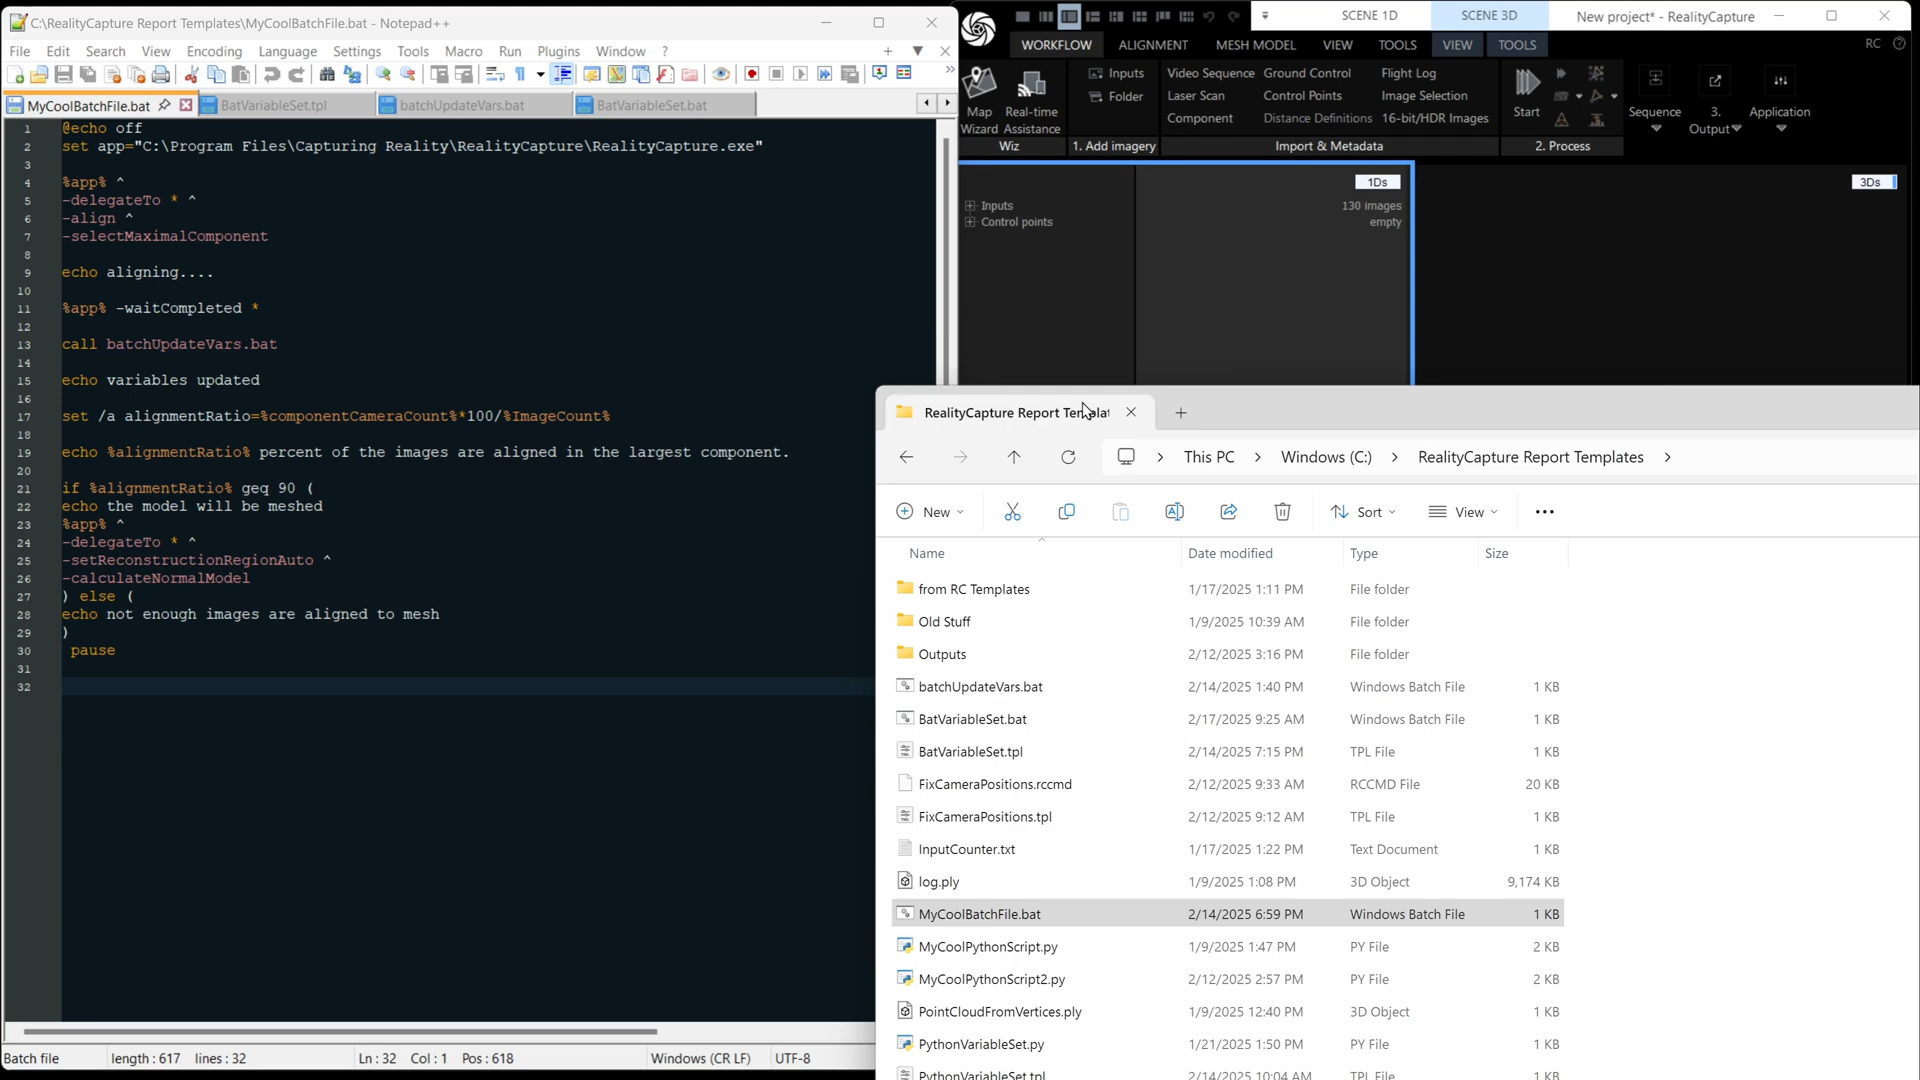 C:\RealityCapture Report Templates\MyCoolBatchFile.bat - Notepad++
File Edit Search View Encoding Language Settings Tools Macro Run Plugins Window ?
MyCoolBatchFile.bat BatVariableSet.tpl batchUpdateVars.bat BatVariableSet.bat
1 @echo off
2 set app="C:\Program Files\Capturing Reality\RealityCapture\RealityCapture.exe"
3
4 %app% ^
5 -delegateTo * ^
6 -align ^
7 -selectMaximalComponent
8
9 echo aligning....
10
11 %app% -waitCompleted *
12
13 call batchUpdateVars.bat
14
15 echo variables updated
16
17 set /a alignmentRatio=%componentCameraCount%*100/%ImageCount%
18
19 echo %alignmentRatio% percent of the images are aligned in the largest component.
20
21 if %alignmentRatio% geq 90 (
22 echo the model will be meshed
23 %app% ^
24 -delegateTo * ^
25 -setReconstructionRegionAuto ^
26 -calculateNormalModel
27 ) else (
28 echo not enough images are aligned to mesh
29 )
30 pause
31
32
Batch file length : 617 lines : 32 Ln : 32 Col : 1 Pos : 618 Windows (CR LF) UTF-8
SCENE 1D SCENE 3D New project* - RealityCapture
WORKFLOW ALIGNMENT MESH MODEL VIEW TOOLS VIEW TOOLS RC
Map Wizard
Real-time Assistance
Wiz
Inputs
Folder
1. Add imagery
Video Sequence Ground Control Flight Log
Laser Scan Control Points Image Selection
Component Distance Definitions 16-bit/HDR Images
Import & Metadata
Start
2. Process
Sequence
3. Output
Application
1Ds
Inputs 130 images
Control points empty
3Ds
RealityCapture Report Templat
This PC > Windows (C:) > RealityCapture Report Templates >
New Sort View
Name Date modified Type Size
from RC Templates 1/17/2025 1:11 PM File folder
Old Stuff 1/9/2025 10:39 AM File folder
Outputs 2/12/2025 3:16 PM File folder
batchUpdateVars.bat 2/14/2025 1:40 PM Windows Batch File 1 KB
BatVariableSet.bat 2/17/2025 9:25 AM Windows Batch File 1 KB
BatVariableSet.tpl 2/14/2025 7:15 PM TPL File 1 KB
FixCameraPositions.rccmd 2/12/2025 9:33 AM RCCMD File 20 KB
FixCameraPositions.tpl 2/12/2025 9:12 AM TPL File 1 KB
InputCounter.txt 1/17/2025 1:22 PM Text Document 1 KB
log.ply 1/9/2025 1:08 PM 3D Object 9,174 KB
MyCoolBatchFile.bat 2/14/2025 6:59 PM Windows Batch File 1 KB
MyCoolPythonScript.py 1/9/2025 1:47 PM PY File 2 KB
MyCoolPythonScript2.py 2/12/2025 2:57 PM PY File 2 KB
PointCloudFromVertices.ply 1/9/2025 12:40 PM 3D Object 1 KB
PythonVariableSet.py 1/21/2025 1:50 PM PY File 1 KB
PythonVariableSet.tpl 2/14/2025 10:04 AM TPL File 1 KB